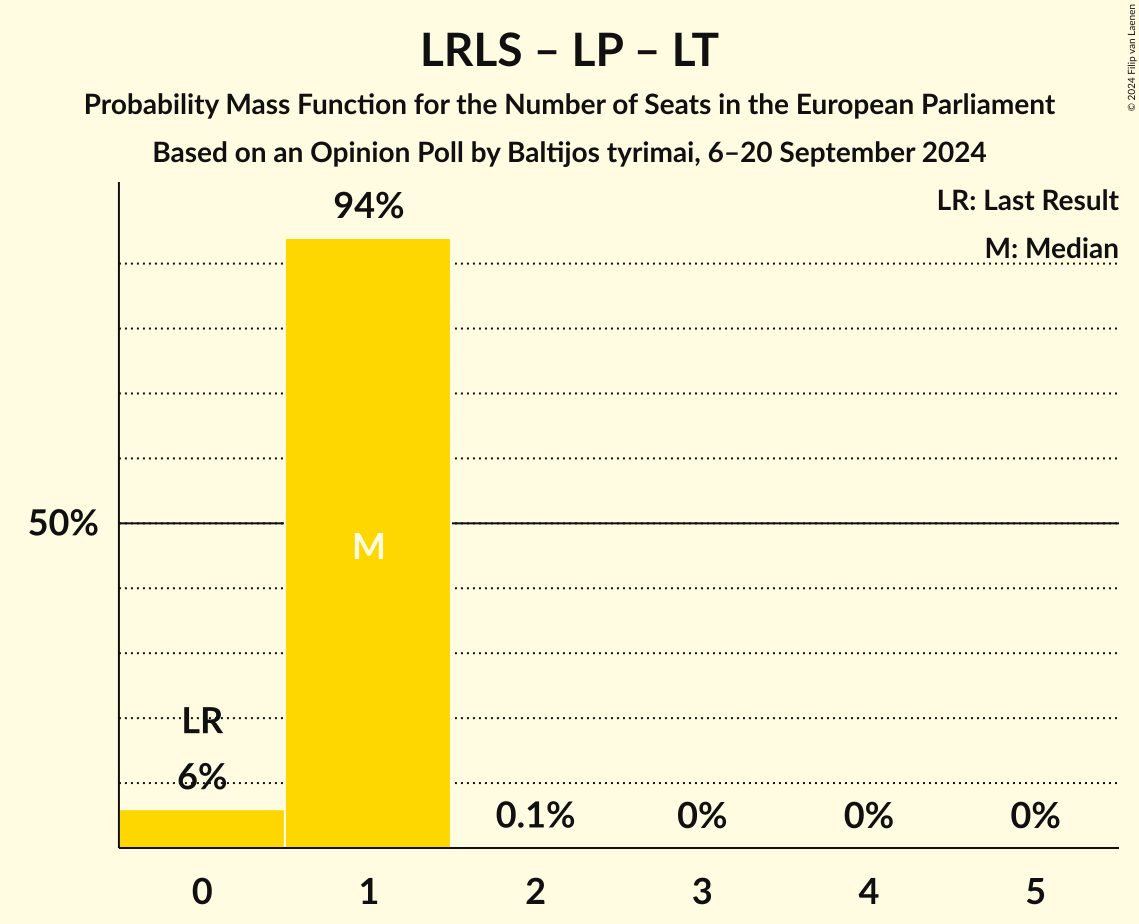 LRLS – LP – LT
Probability Mass Function for the Number of Seats in the European Parliament
Based on an Opinion Poll by Baltijos tyrimai, 6–20 September 2024
© 2024 Filip van Laenen
LR: Last Result
M: Median
94%
50%
M
LR
6%
0.1%
0%
0%
0%
0
1
2
3
4
5